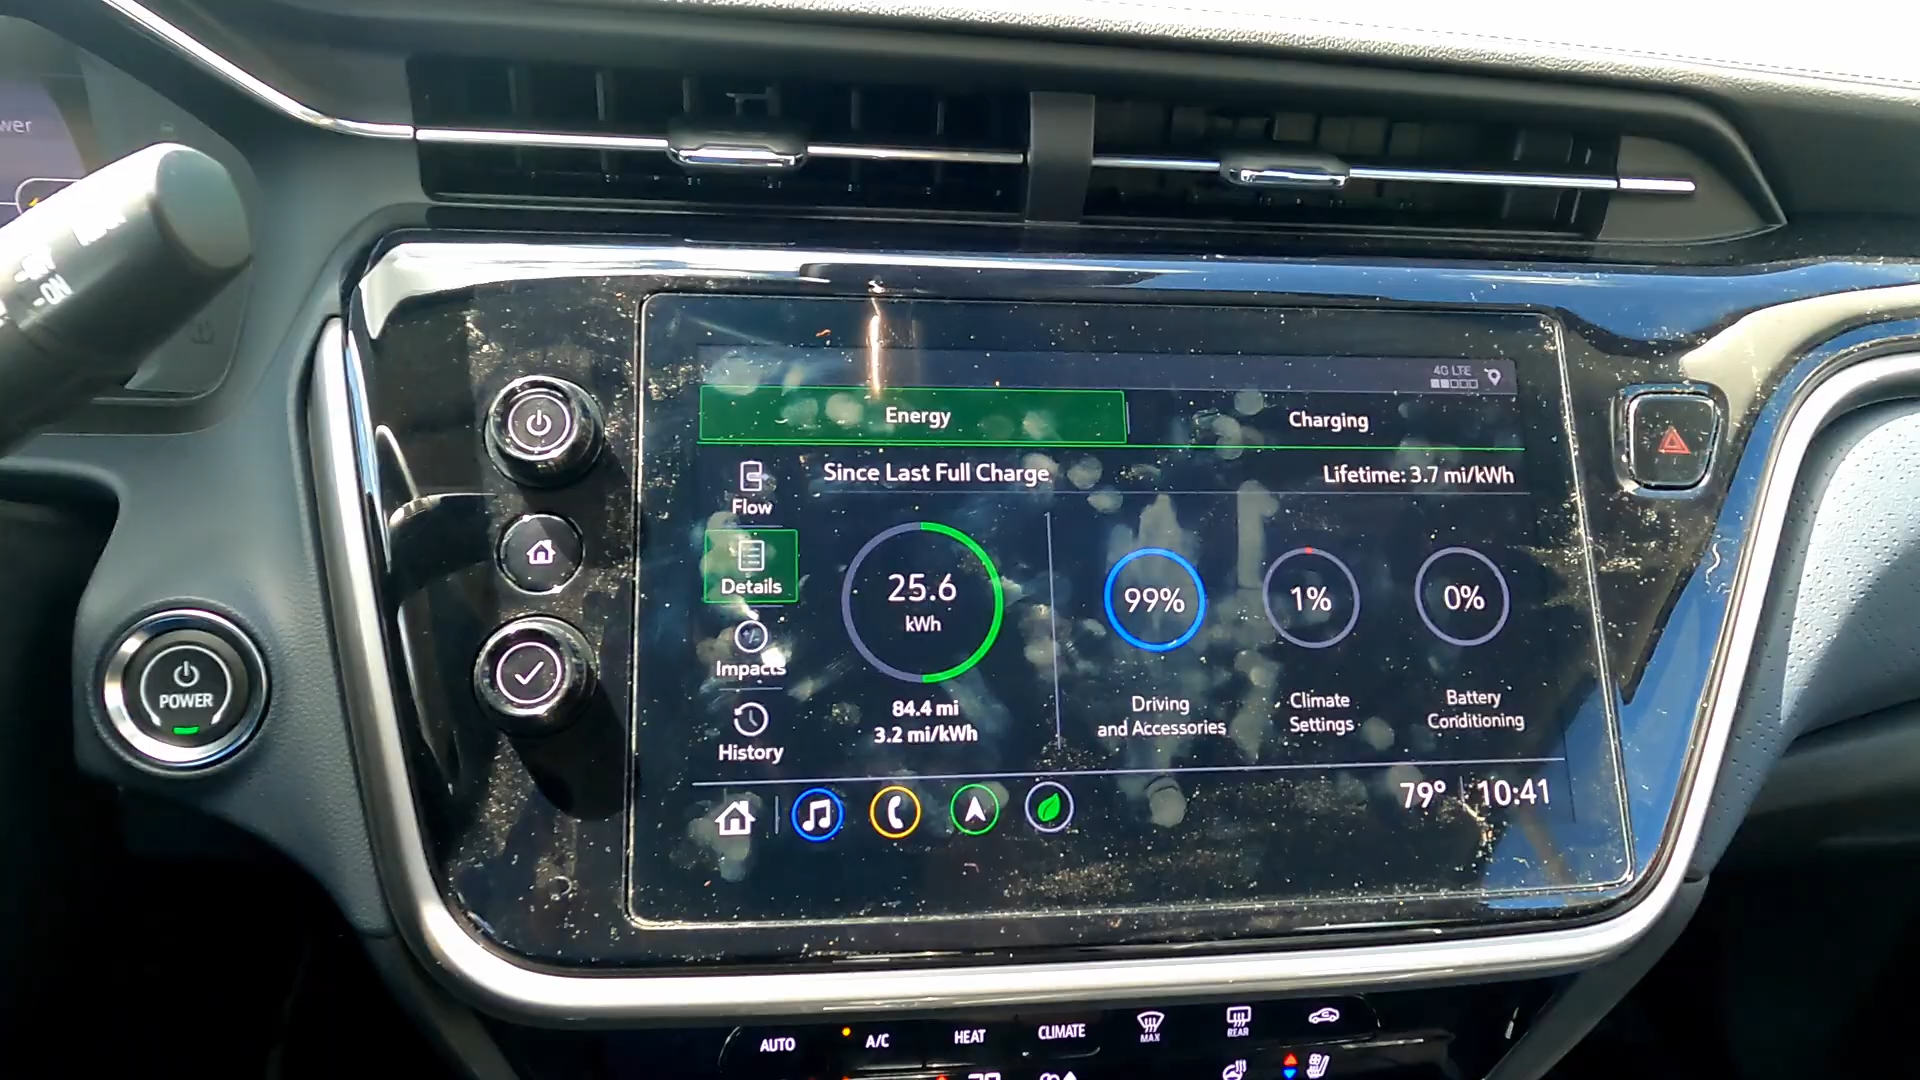 ON
4G LTE
Energy
Charging
Flow
Since Last Full Charge
Lifetime: 3.7 mi/kWh
Details
25.6
kWh
99%
1%
0%
Impacts
POWER
84.4 mi
3.2 mi/kWh
Driving
and Accessories
Climate
Settings
Battery
Conditioning
History
79° 10:41
AUTO
A/C
HEAT
CLIMATE
MAX
REAR